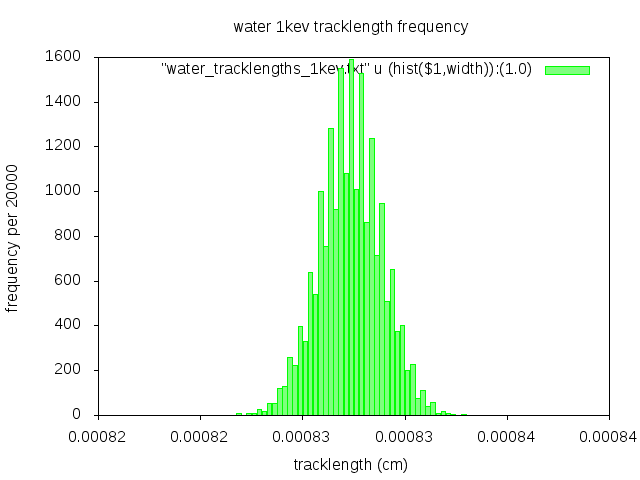 water 1kev tracklength frequency
"water_tracklengths_1kev.txt" u (hist($1,width)):(1.0)
1600
1400
1200
1000
800
600
400
200
0
frequency per 20000
0.00082 0.00082 0.00083 0.00083 0.00084 0.00084
tracklength (cm)